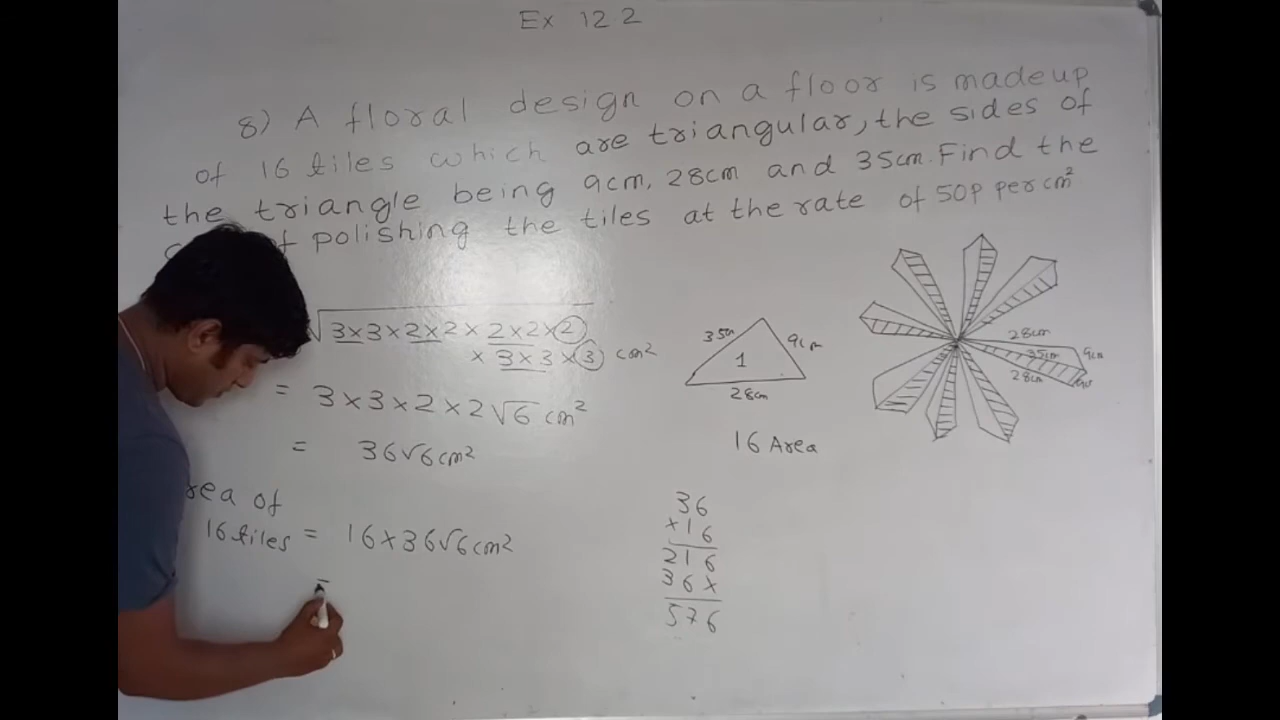 Ex 12 2
8) A floral design on a floor is madeup
of 16 tiles which are triangular, the sides of
the triangle being 9cm, 28cm and 35cm. Find the
polishing the tiles at the rate of 50p per cm²
√3×3×2×2×2×2×2×2
×3×3×3 cm²
= 3×3×2×2√6 cm²
= 36√6cm²
rea of
16 tiles = 16×36√6cm²
=
35cm
9cm
1
28cm
16 Area
36
×16
216
36×
576
28cm
35cm
9cm
28cm